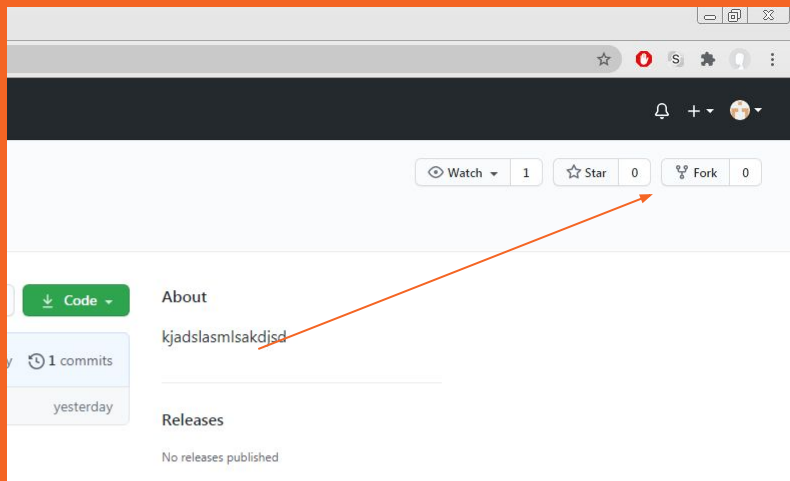 S
Watch 1 Star 0 Fork 0
Code
About
kjadslasmlsakdjsd
1 commits
yesterday
Releases
No releases published